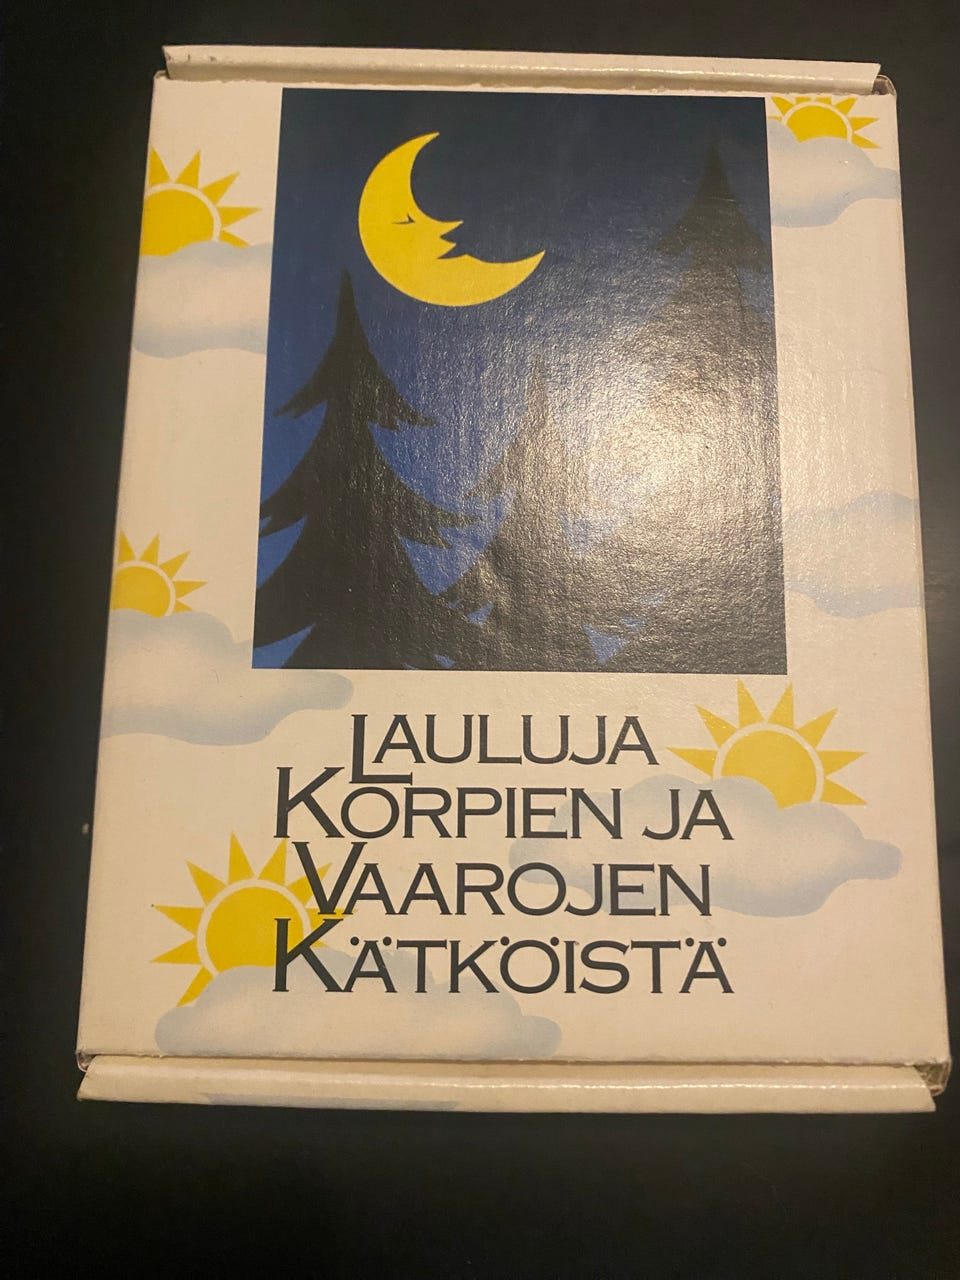 LAULUJA
KORPIEN JA
VAAROJEN
KÄTKÖISTÄ